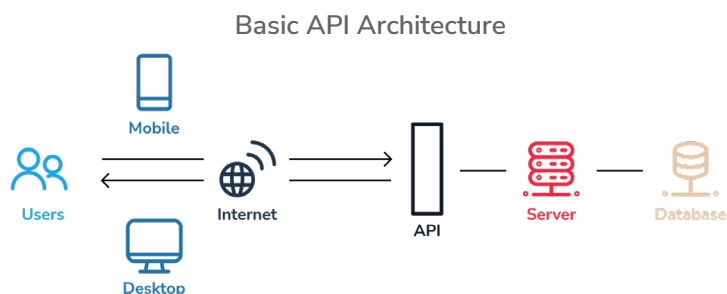 Basic API Architecture
Mobile
Users
Internet
API
Server
Database
Desktop